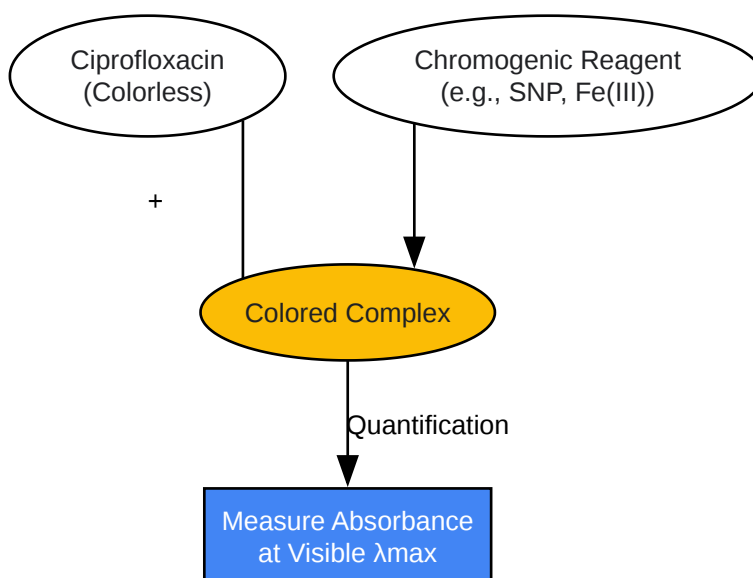 Ciprofloxacin
(Colorless)
Chromogenic Reagent
(e.g., SNP, Fe(III))
+
Colored Complex
Quantification
Measure Absorbance
at Visible λmax